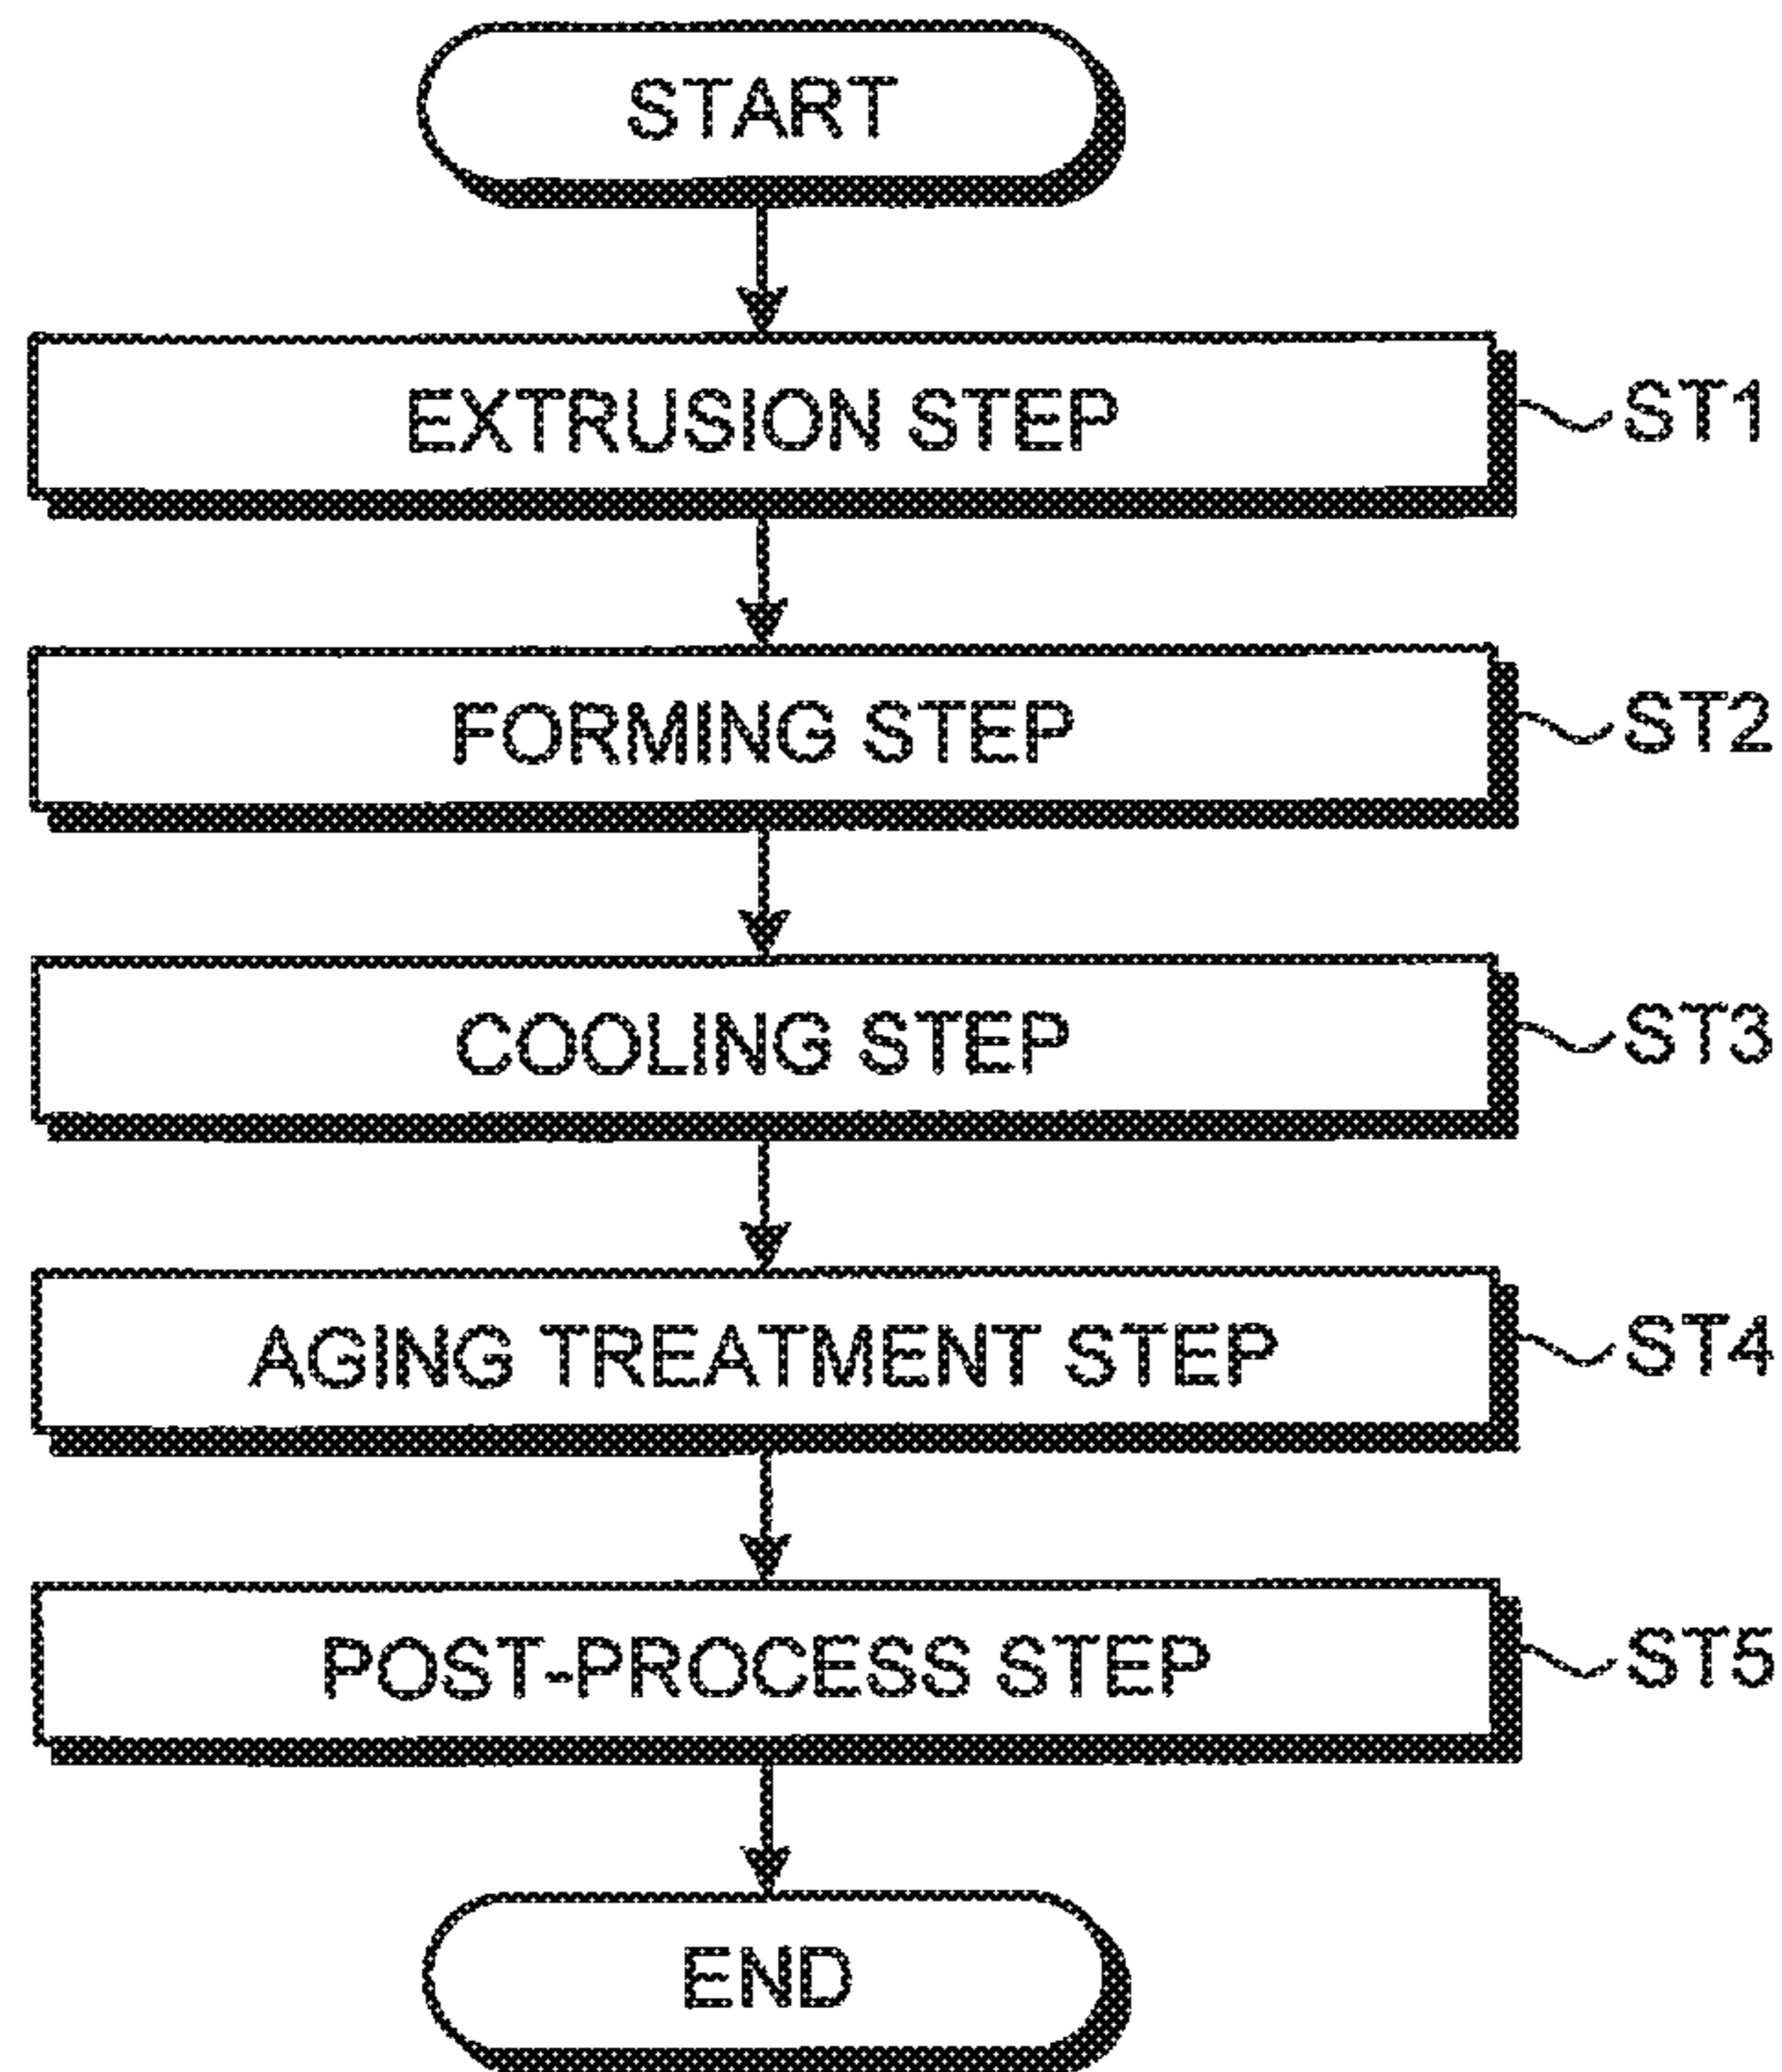 START
EXTRUSION STEP ST1
FORMING STEP ST2
COOLING STEP ST3
AGING TREATMENT STEP ST4
POST-PROCESS STEP ST5
END